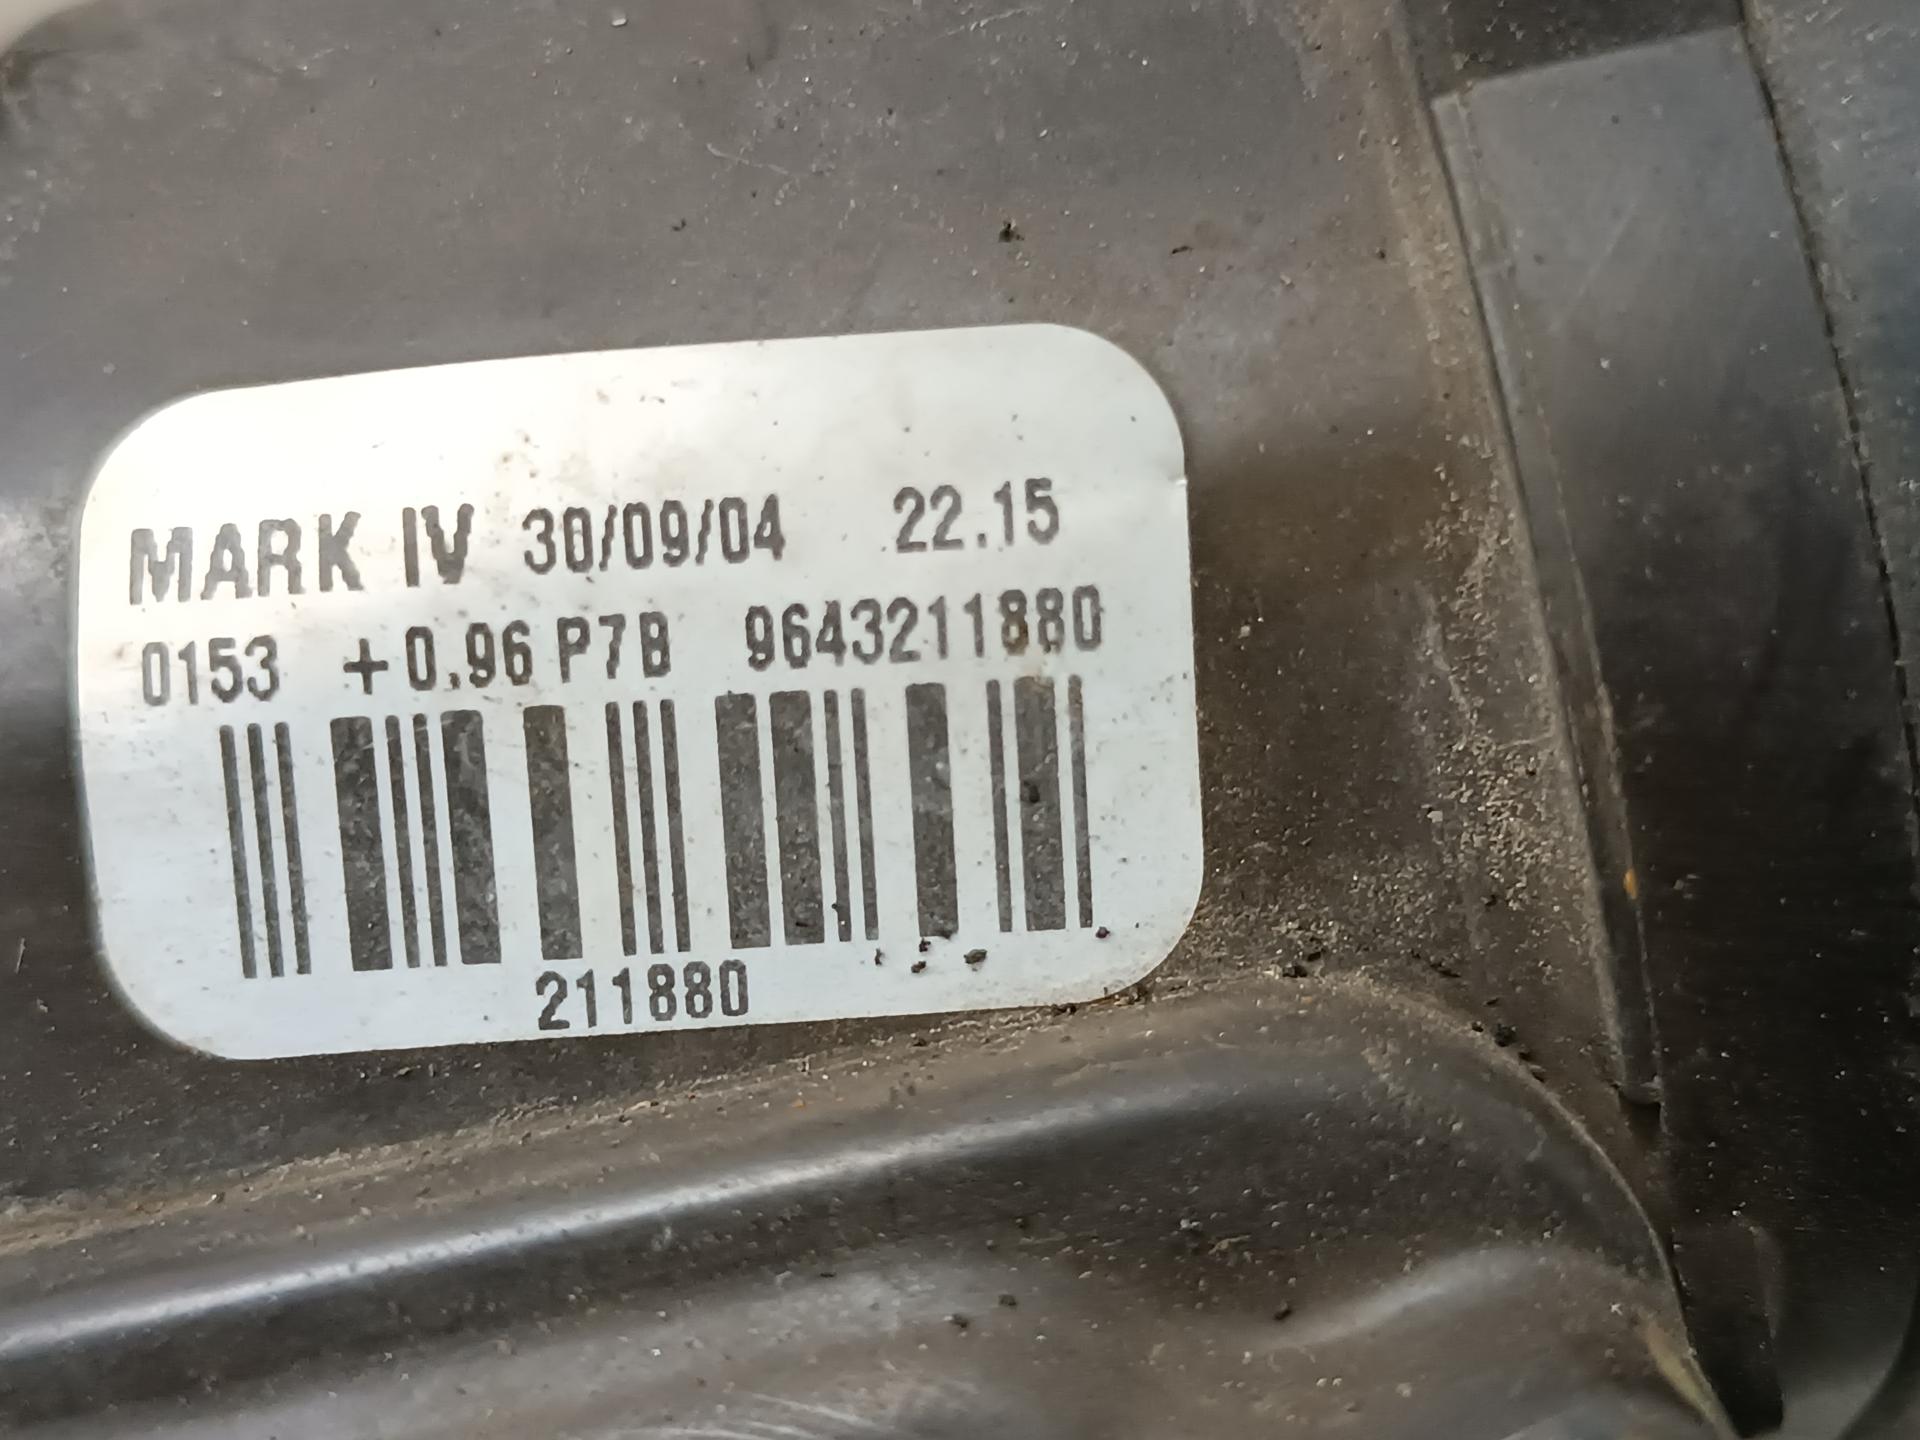 MARK IV 30/09/04 22.15
0153 +0.96 P7B 9643211880
211880